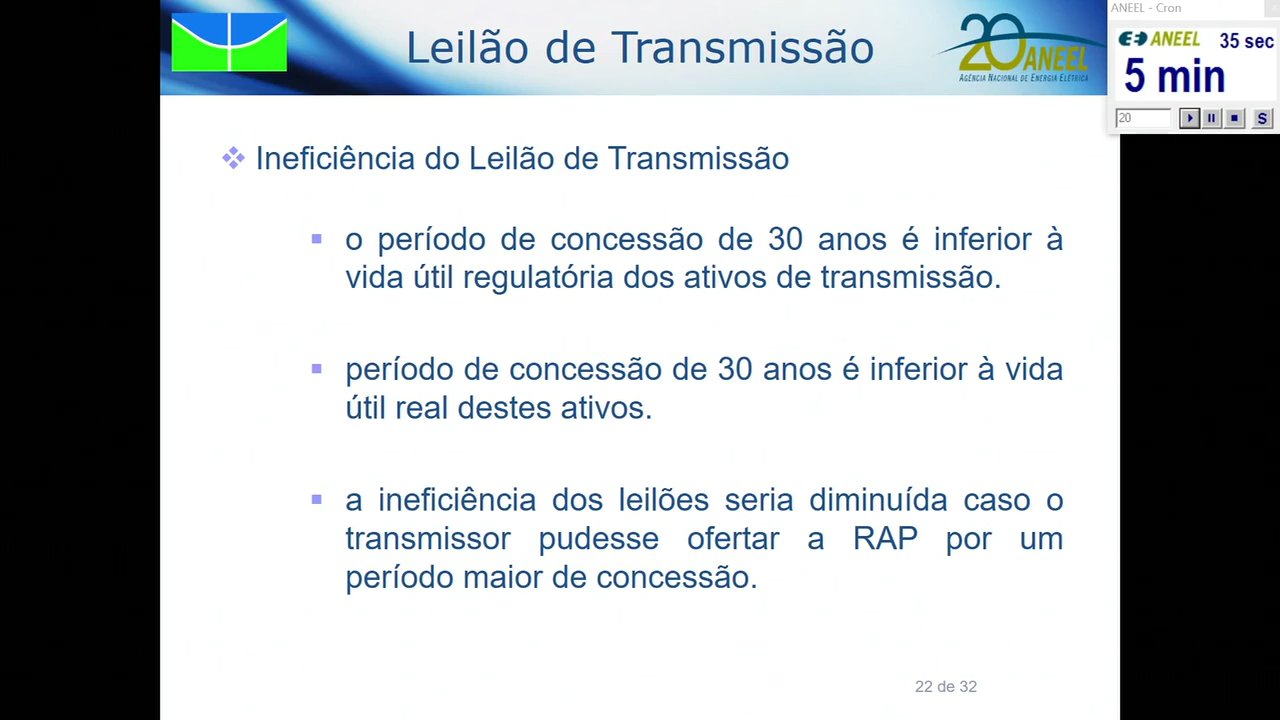 ANEEL - Cron
Leilão de Transmissão
20 ANEEL
AGÊNCIA NACIONAL DE ENERGIA ELÉTRICA
ANEEL 35 sec
5 min
20
S
Ineficiência do Leilão de Transmissão
o período de concessão de 30 anos é inferior à
vida útil regulatória dos ativos de transmissão.
período de concessão de 30 anos é inferior à vida
útil real destes ativos.
a ineficiência dos leilões seria diminuída caso o
transmissor pudesse ofertar a RAP por um
período maior de concessão.
22 de 32